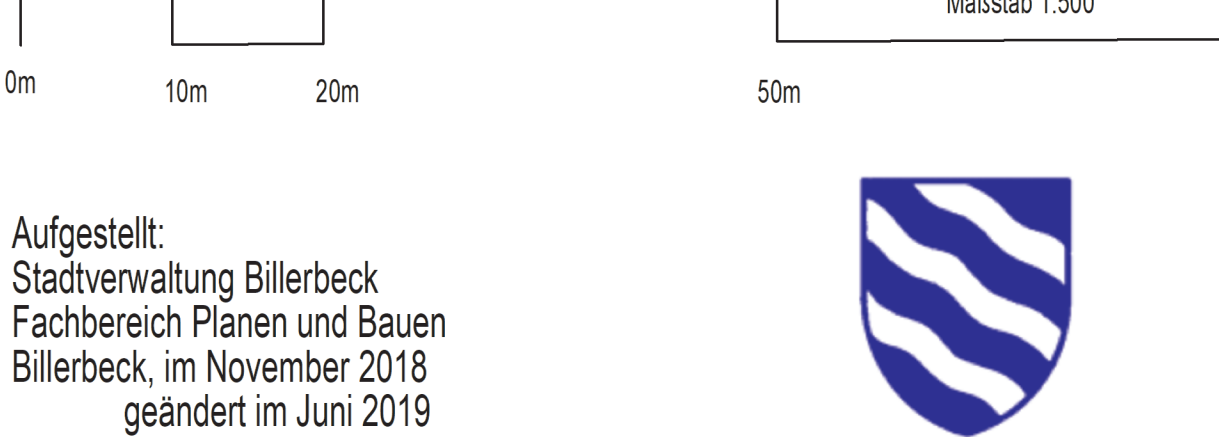 Maßstab 1:500
0m 10m 20m 50m
Aufgestellt:
Stadtverwaltung Billerbeck
Fachbereich Planen und Bauen
Billerbeck, im November 2018
geändert im Juni 2019